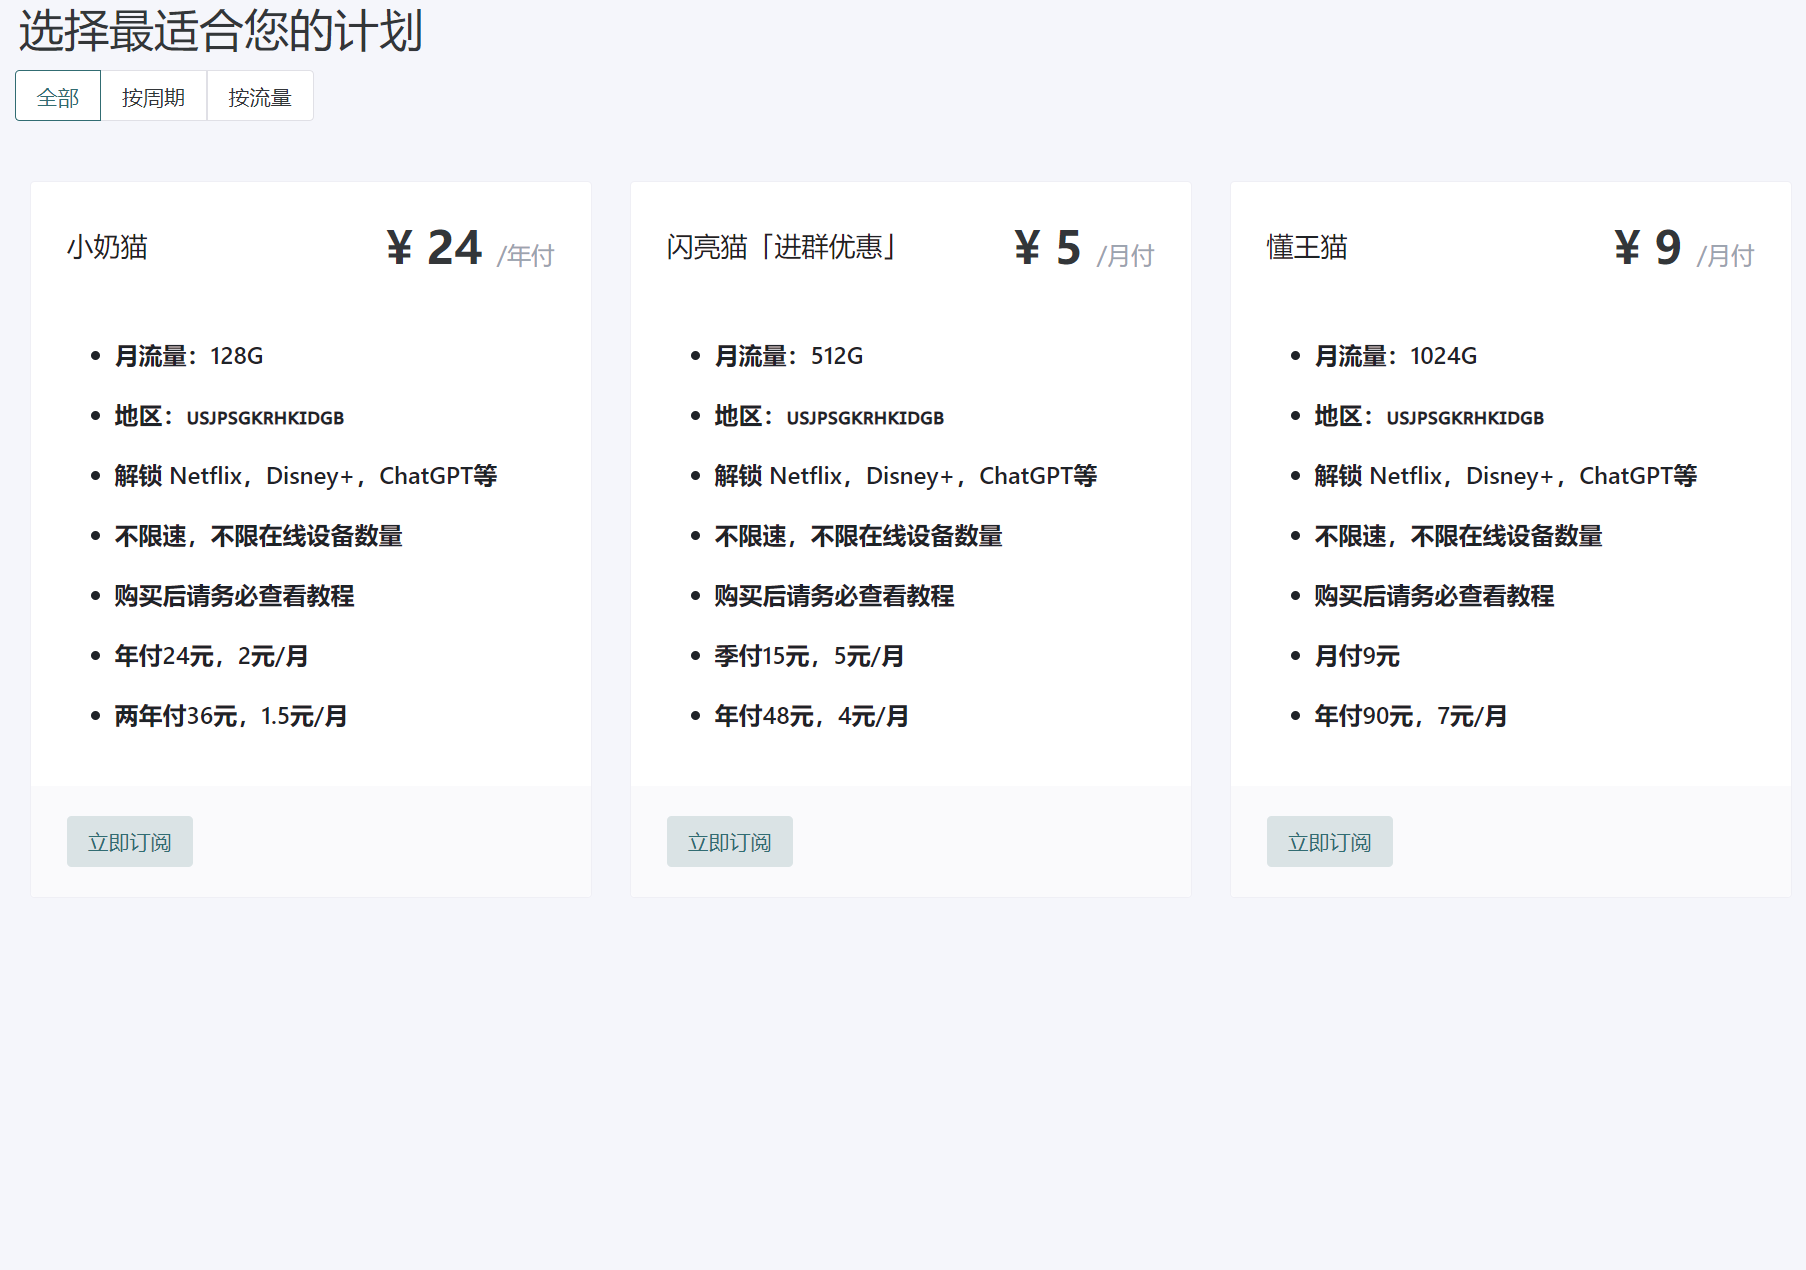 选择最适合您的计划
全部 按周期 按流量
小奶猫 ¥ 24 /年付
月流量：128G
地区：USJPSGKRHKIDGB
解锁 Netflix，Disney+，ChatGPT等
不限速，不限在线设备数量
购买后请务必查看教程
年付24元，2元/月
两年付36元，1.5元/月
立即订阅
闪亮猫「进群优惠」 ¥ 5 /月付
月流量：512G
地区：USJPSGKRHKIDGB
解锁 Netflix，Disney+，ChatGPT等
不限速，不限在线设备数量
购买后请务必查看教程
季付15元，5元/月
年付48元，4元/月
立即订阅
懂王猫 ¥ 9 /月付
月流量：1024G
地区：USJPSGKRHKIDGB
解锁 Netflix，Disney+，ChatGPT等
不限速，不限在线设备数量
购买后请务必查看教程
月付9元
年付90元，7元/月
立即订阅